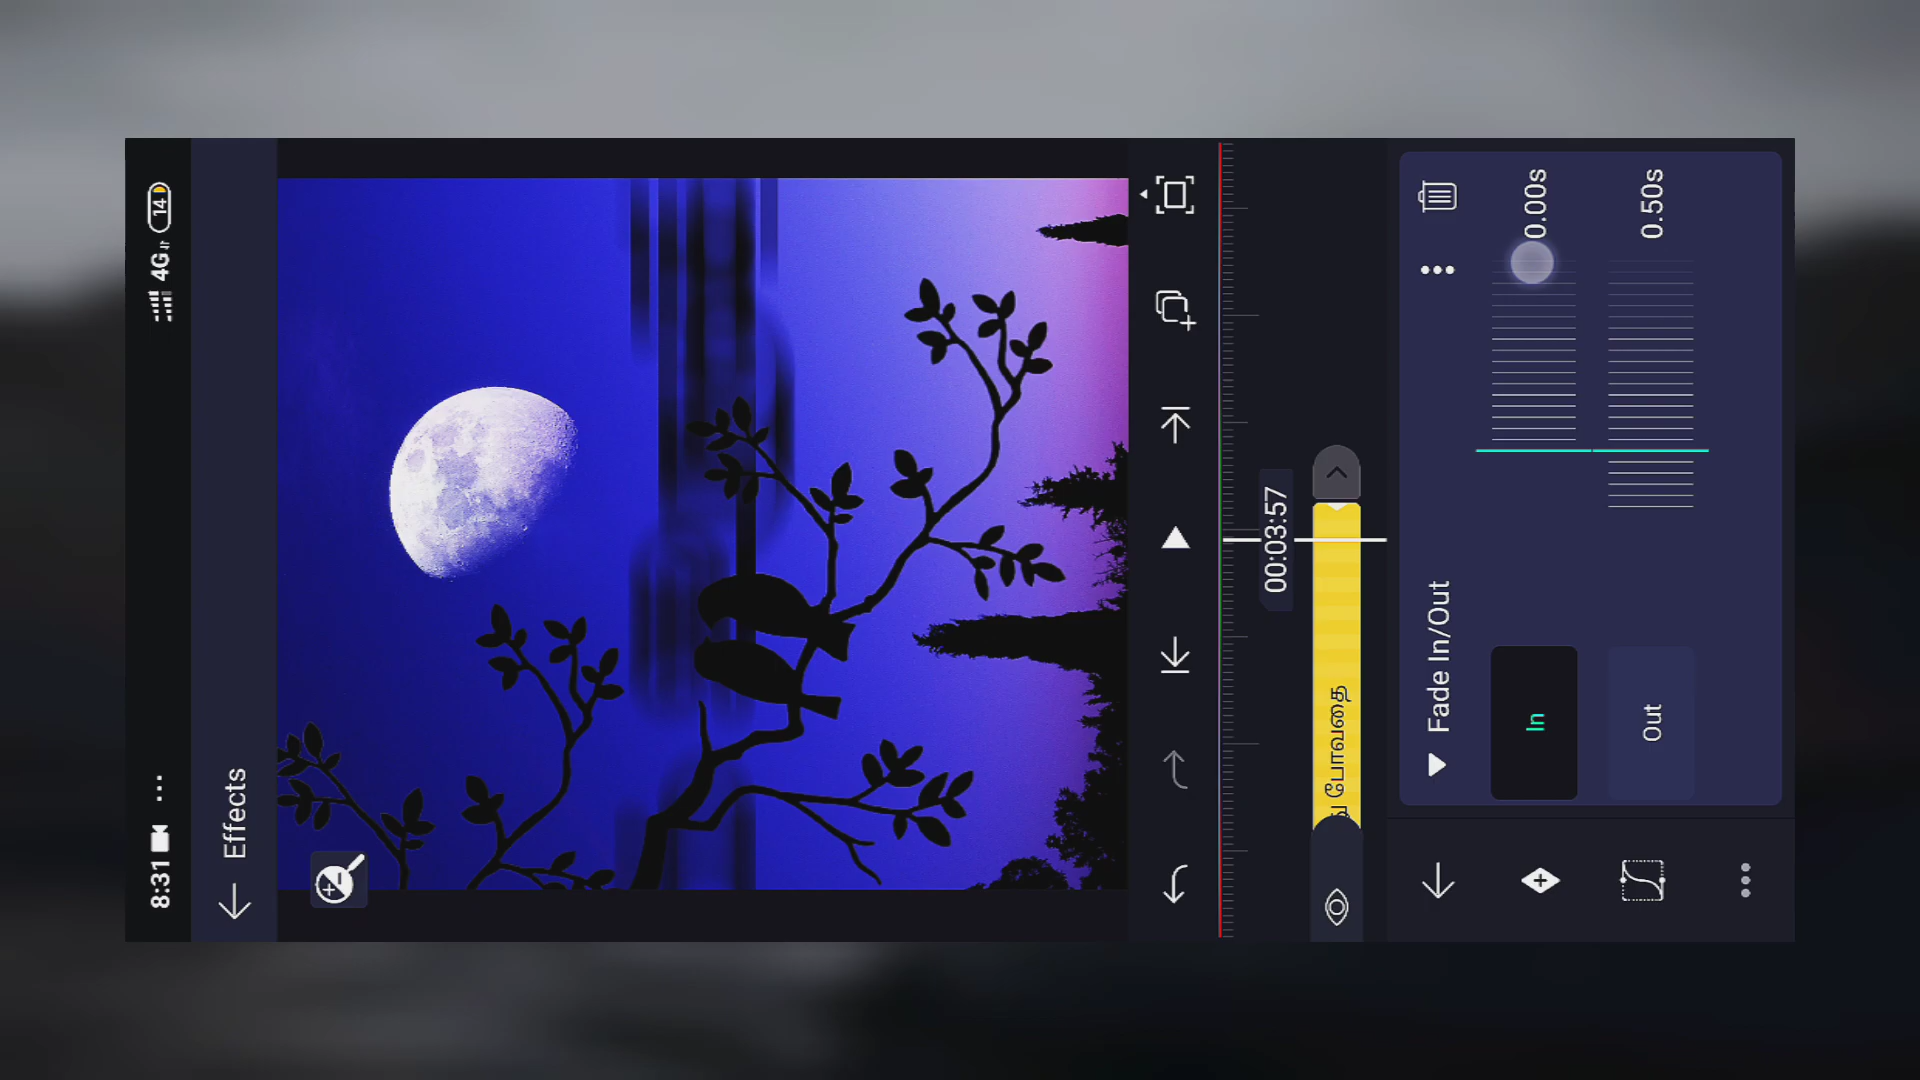 8:31
4G
14
Effects
00:03:57
போவதை
Fade In/Out
In
0.00s
Out
0.50s